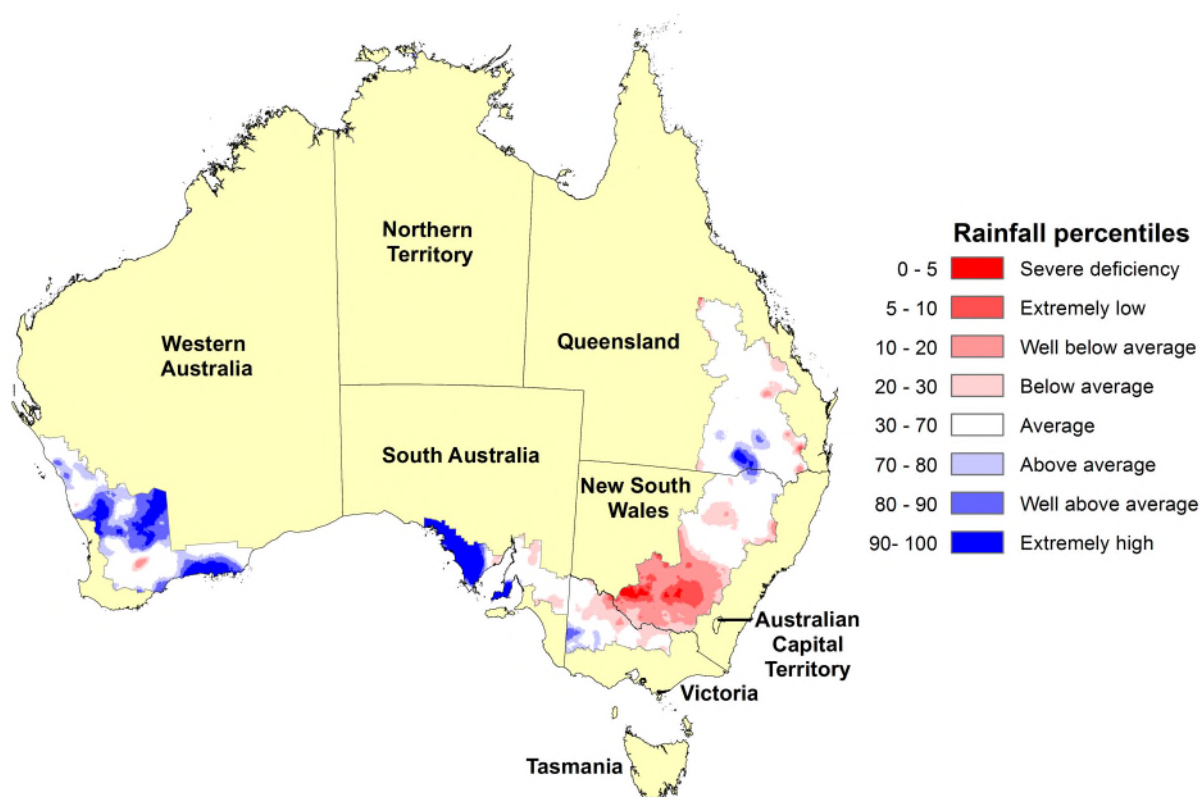 Northern
Territory
Western
Australia
Queensland
South Australia
New South
Wales
Australian
Capital
Territory
Victoria
Tasmania
Rainfall percentiles
0 - 5 Severe deficiency
5 - 10 Extremely low
10 - 20 Well below average
20 - 30 Below average
30 - 70 Average
70 - 80 Above average
80 - 90 Well above average
90- 100 Extremely high